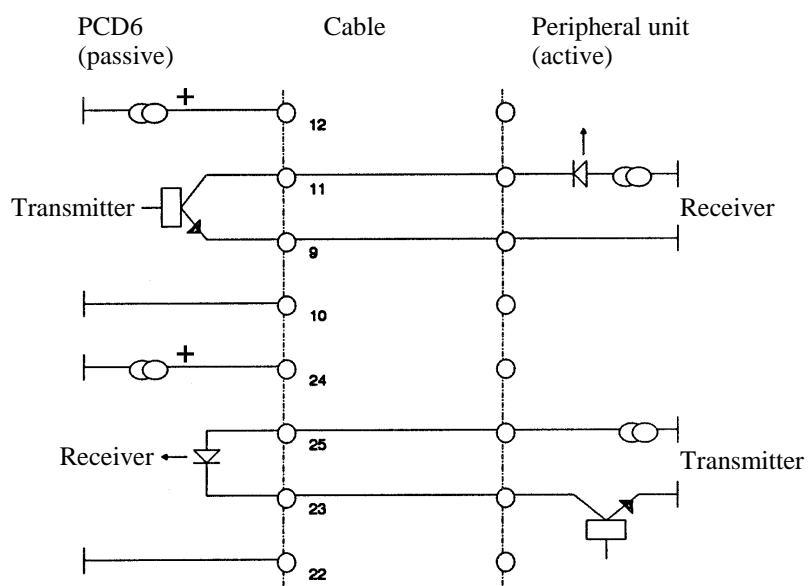 PCD6 Cable Peripheral unit
(passive) (active)
+
12
11
Transmitter
Receiver
9
10
+
24
25
Receiver
Transmitter
23
22